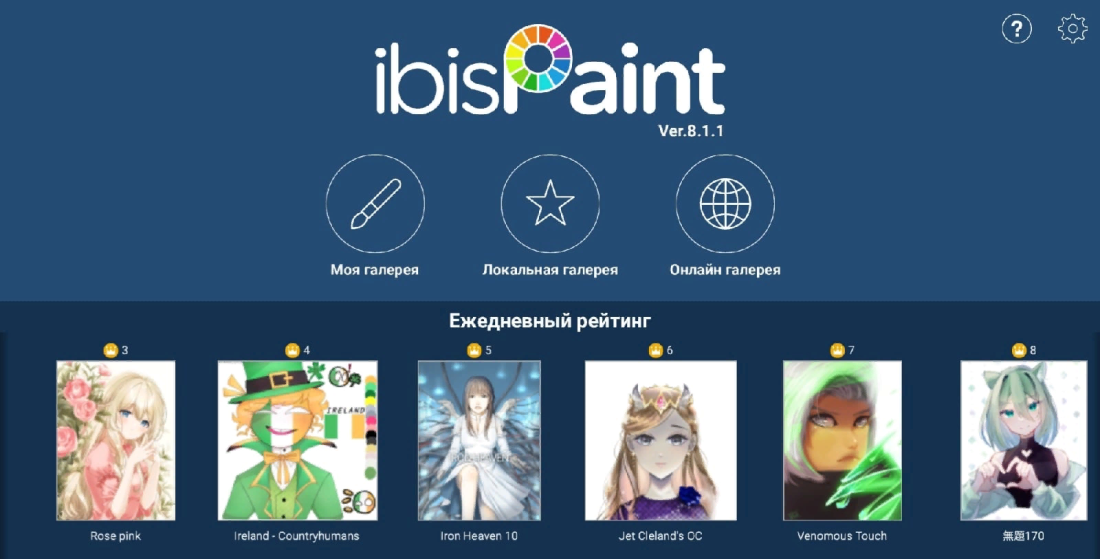 ?
ibisPaint
Ver.8.1.1
Моя галерея
Локальная галерея
Онлайн галерея
Ежедневный рейтинг
3
4
5
6
7
8
IRELAND
Rose pink
Ireland - Countryhumans
Iron Heaven 10
Jet Cleland's OC
Venomous Touch
無題170